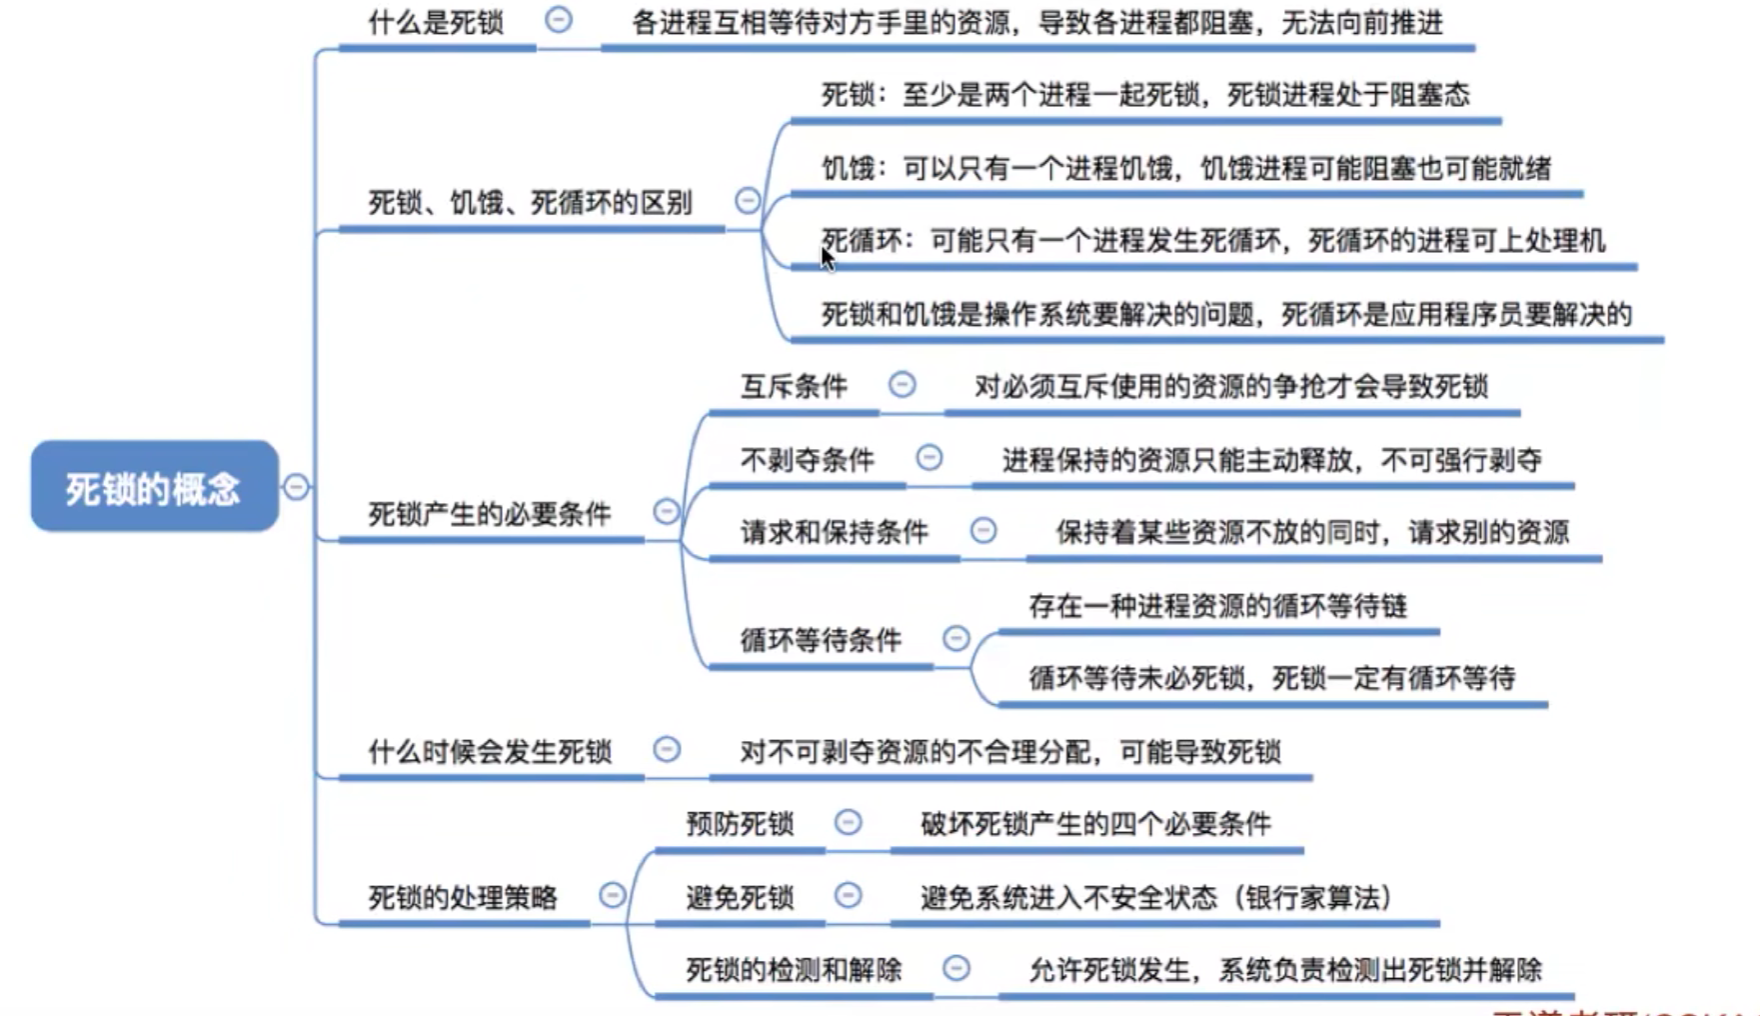 什么是死锁
各进程互相等待对方手里的资源，导致各进程都阻塞，无法向前推进
死锁、饥饿、死循环的区别
死锁：至少是两个进程一起死锁，死锁进程处于阻塞态
饥饿：可以只有一个进程饥饿，饥饿进程可能阻塞也可能就绪
死循环：可能只有一个进程发生死循环，死循环的进程可上处理机
死锁和饥饿是操作系统要解决的问题，死循环是应用程序员要解决的
死锁的概念
死锁产生的必要条件
互斥条件
对必须互斥使用的资源的争抢才会导致死锁
不剥夺条件
进程保持的资源只能主动释放，不可强行剥夺
请求和保持条件
保持着某些资源不放的同时，请求别的资源
循环等待条件
存在一种进程资源的循环等待链
循环等待未必死锁，死锁一定有循环等待
什么时候会发生死锁
对不可剥夺资源的不合理分配，可能导致死锁
死锁的处理策略
预防死锁
破坏死锁产生的四个必要条件
避免死锁
避免系统进入不安全状态（银行家算法）
死锁的检测和解除
允许死锁发生，系统负责检测出死锁并解除